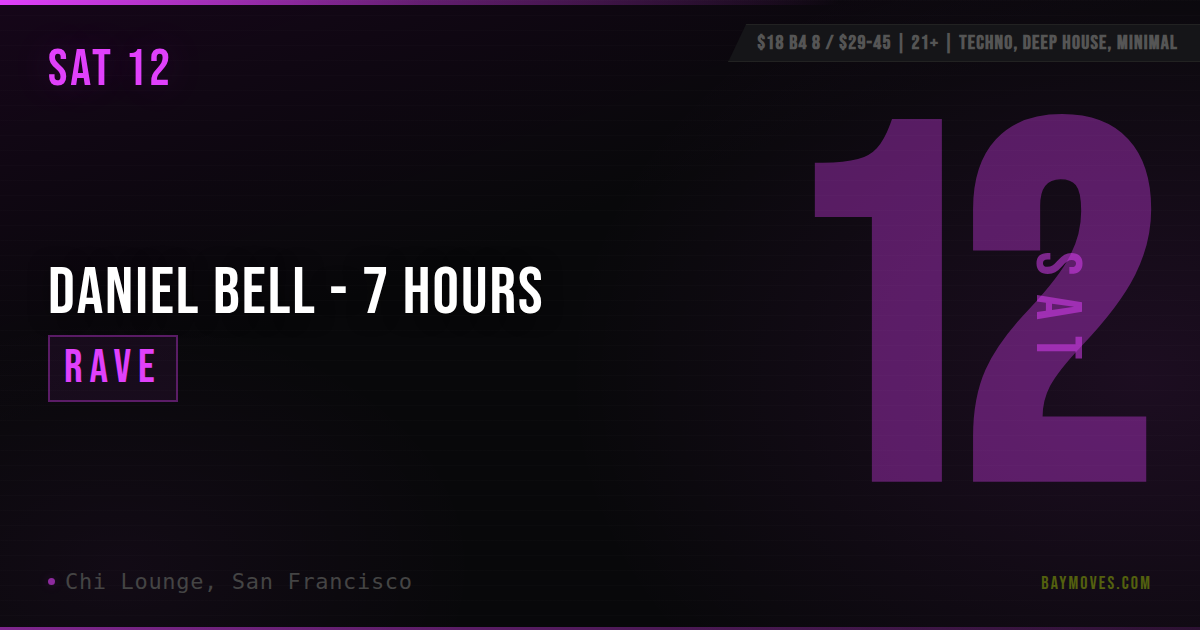 SAT 12
$18 B4 8 / $29-45 | 21+ | TECHNO, DEEP HOUSE, MINIMAL
12
SAT
DANIEL BELL - 7 HOURS
RAVE
Chi Lounge, San Francisco
BAYMOVES.COM